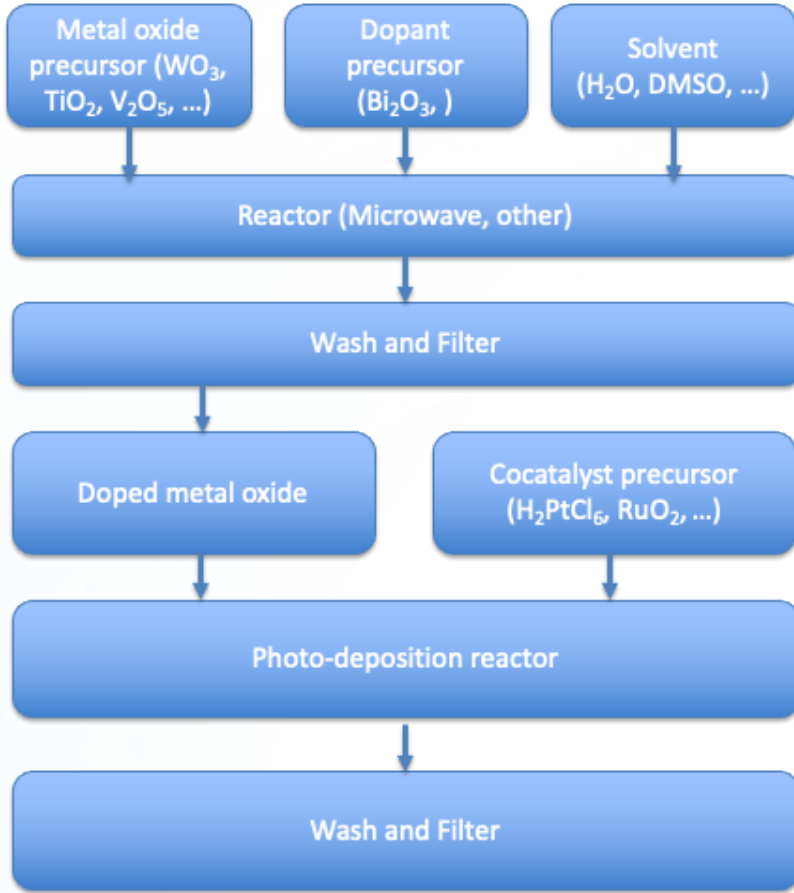 Metal oxide
precursor (WO₃,
TiO₂, V₂O₅, ...)
Dopant
precursor
(Bi₂O₃, )
Solvent
(H₂O, DMSO, ...)
Reactor (Microwave, other)
Wash and Filter
Doped metal oxide
Cocatalyst precursor
(H₂PtCl₆, RuO₂, ...)
Photo-deposition reactor
Wash and Filter